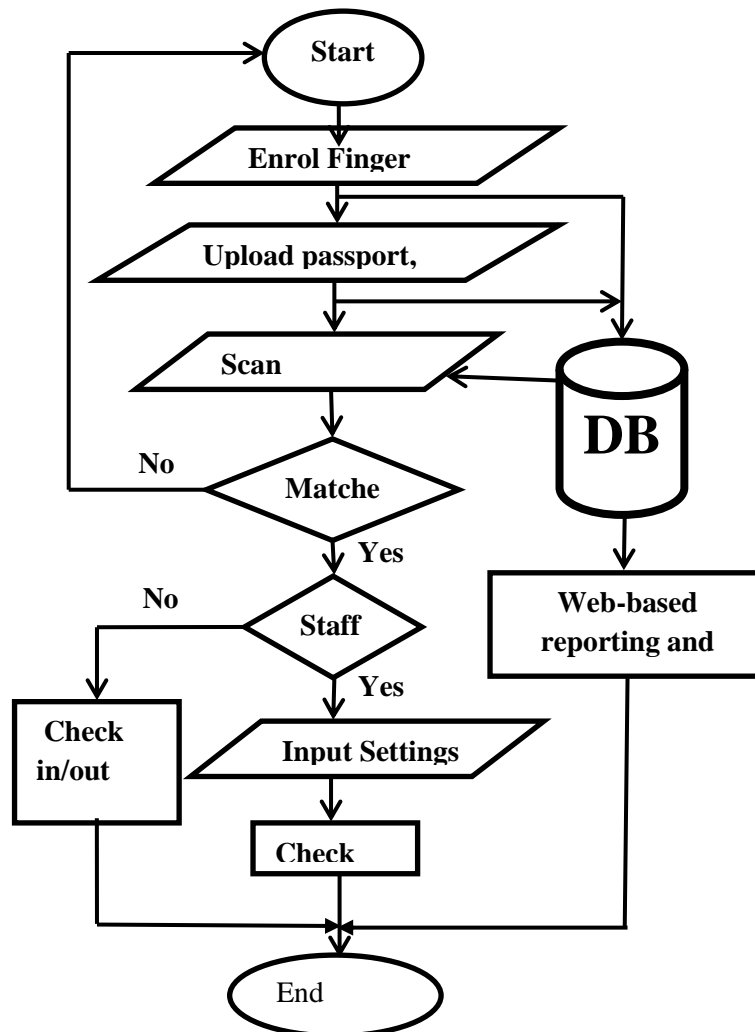 Start
Enrol Finger
Upload passport,
Scan
DB
No
Matche
Yes
No
Staff
Web-based
reporting and
Yes
Check
in/out
Input Settings
Check
End